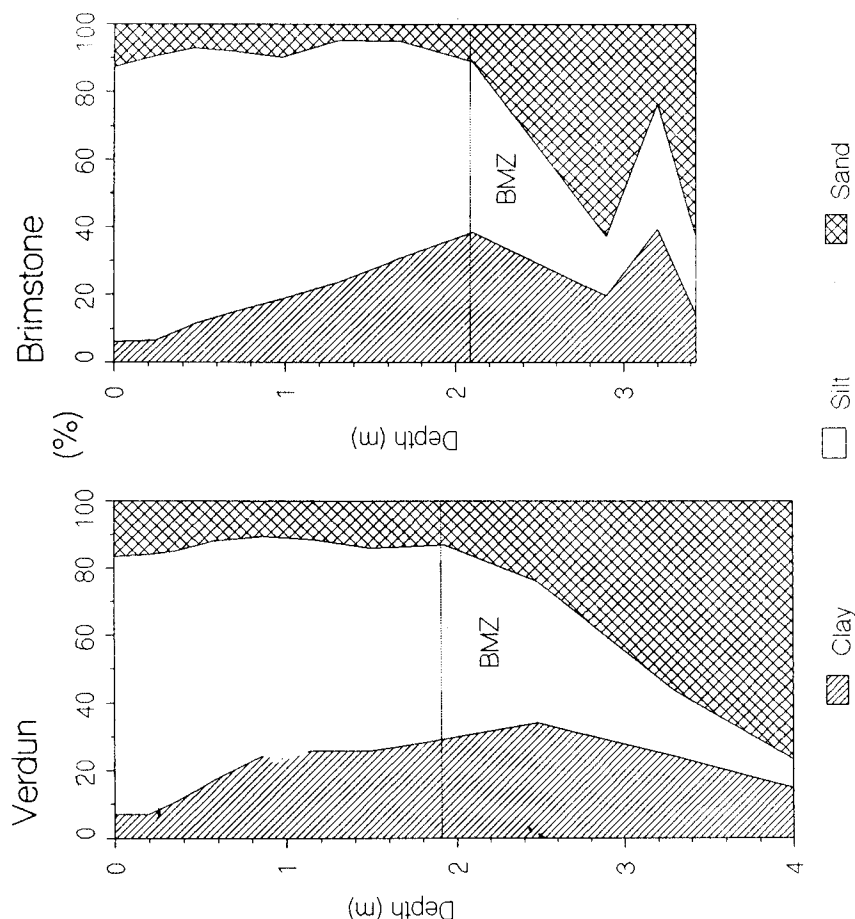 Verdun
(%)
Brimstone
0 20 40 60 80 100
0 20 40 60 80 100
0
1
2
3
4
Depth (m)
BMZ
0
1
2
3
Depth (m)
BMZ
Clay
Silt
Sand